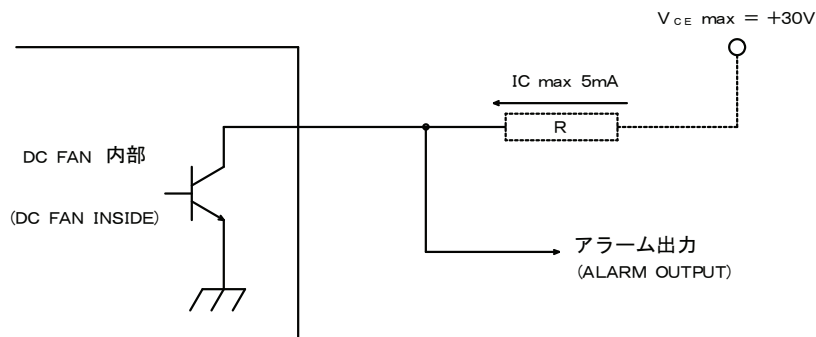 V CE max = +30V
IC max 5mA
R
DC FAN 内部
(DC FAN INSIDE)
アラーム出力
(ALARM OUTPUT)